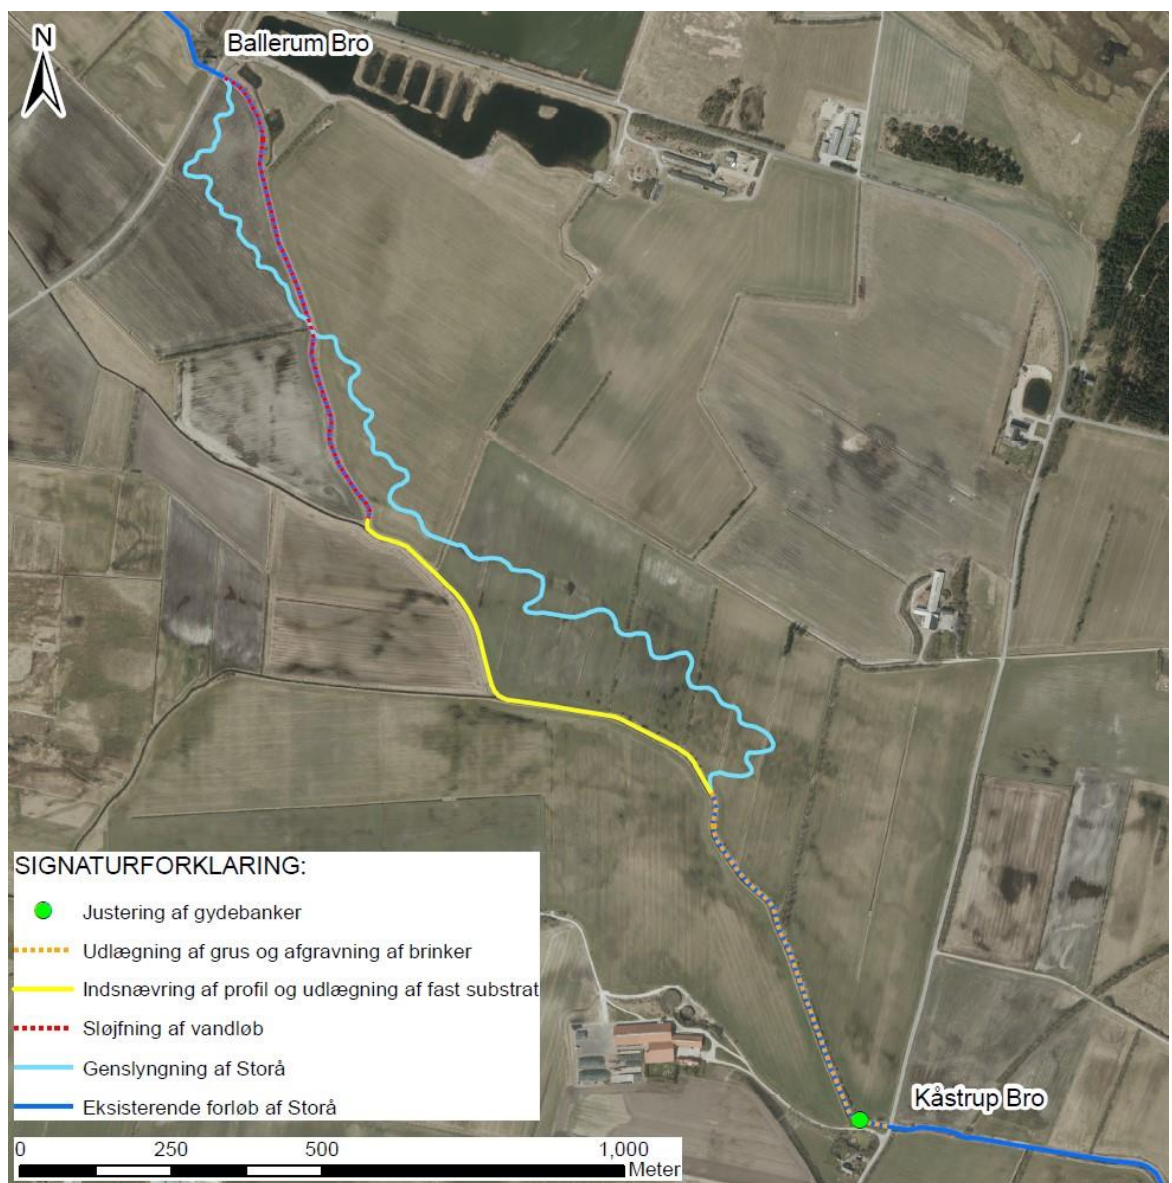 N
Ballerum Bro
SIGNATURFORKLARING:
Justering af gydebanker
Udlægning af grus og afgravning af brinker
Indsnævring af profil og udlægning af fast substrat
Sløjfning af vandløb
Genslyngning af Storå
Eksisterende forløb af Storå
Kåstrup Bro
0 250 500 1,000
Meter